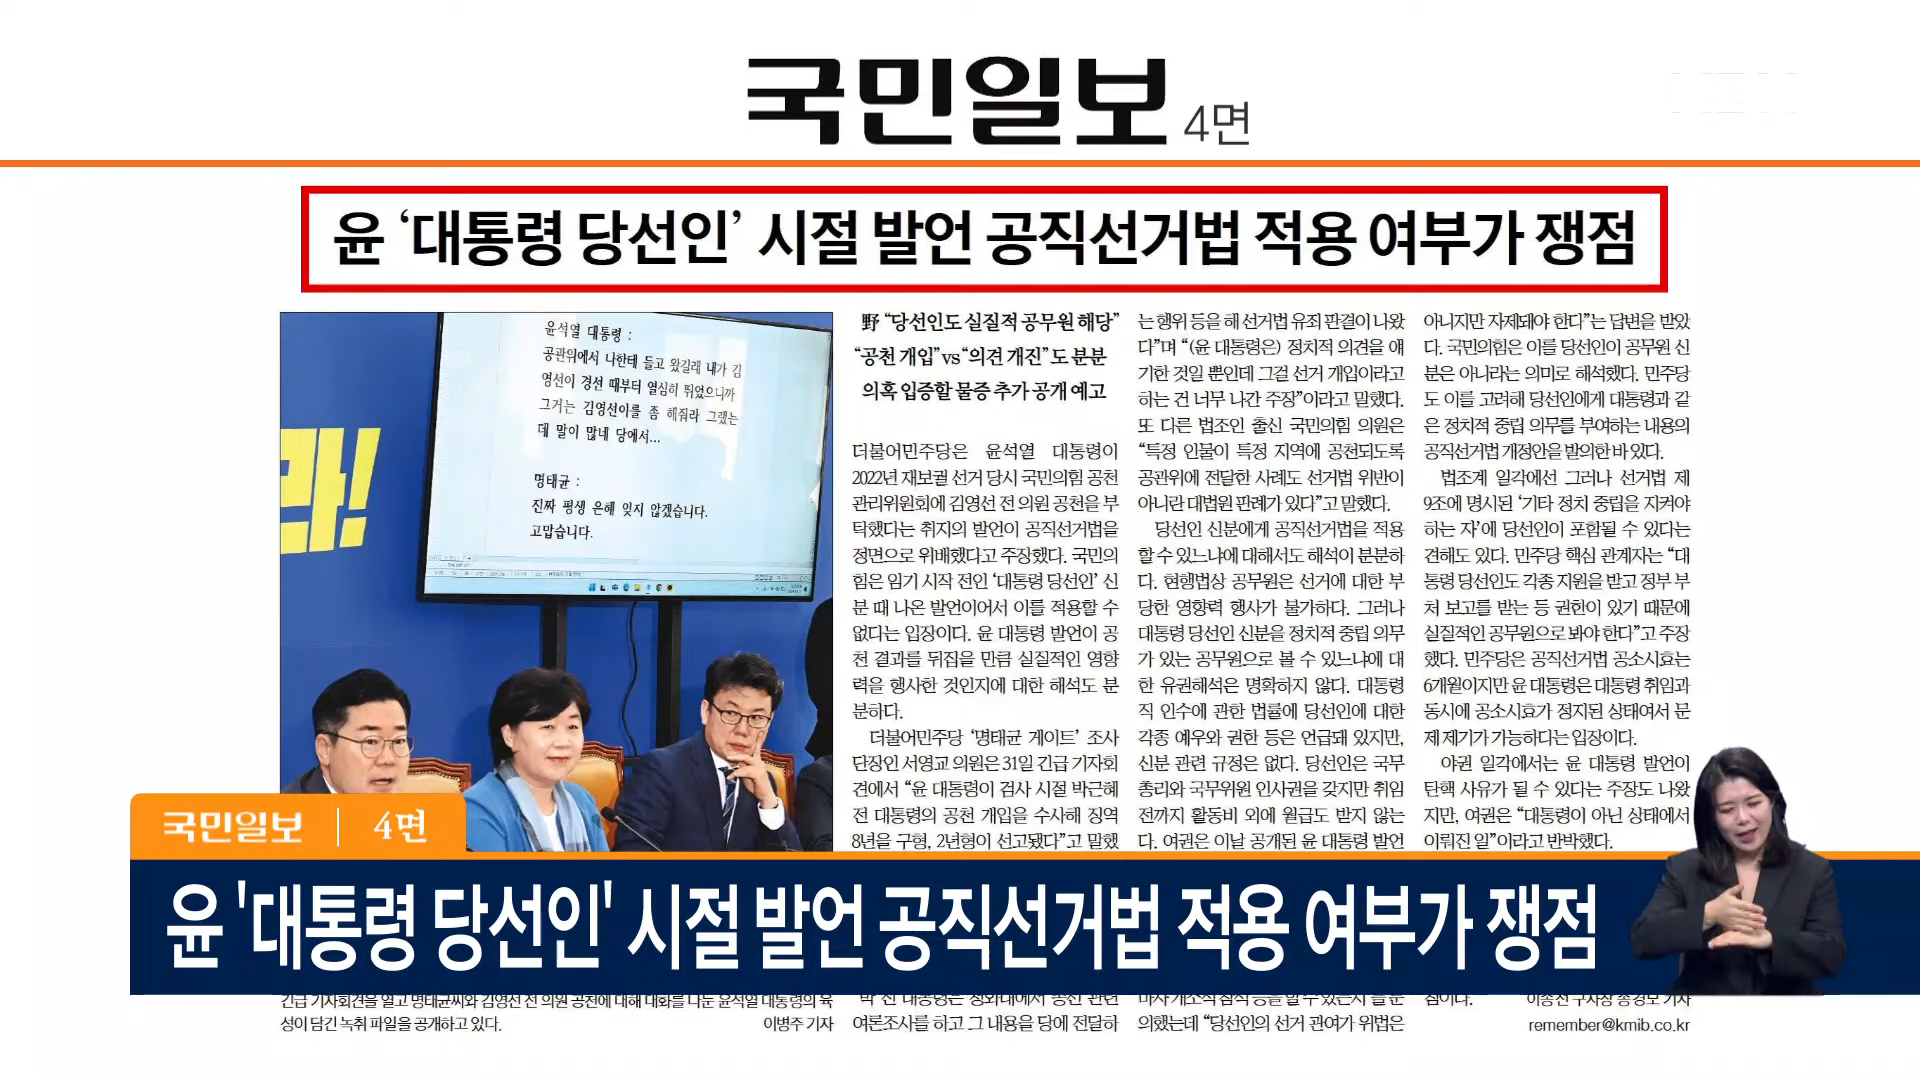 국민일보 4면
윤 ‘대통령 당선인’ 시절 발언 공직선거법 적용 여부가 쟁점
라!
윤석열 대통령 :
공관위에서 나한테 들고 왔길레 내가 김
영선이 경선 때부터 열심히 뛰었으니까
그거는 김영선이를 좀 해줘라 그랬는
데 말이 많네 당에서...
명태균 :
진짜 평생 은혜 잊지 않겠습니다.
고맙습니다.
野 “당선인도 실질적 공무원 해당”
“공천 개입” vs “의견 개진”도 분분
의혹 입증할 물증 추가 공개 예고
더불어민주당은 윤석열 대통령이
2022년 재보궐 선거 당시 국민의힘 공천
관리위원회에 김영선 전 의원 공천을 부
탁했다는 취지의 발언이 공직선거법을
정면으로 위배했다고 주장했다. 국민의
힘은 임기 시작 전인 ‘대통령 당선인’ 신
분 때 나온 발언이어서 이를 적용할 수
없다는 입장이다. 윤 대통령 발언이 공
천 결과를 뒤집을 만큼 실질적인 영향
력을 행사한 것인지에 대한 해석도 분
분하다.
더불어민주당 ‘명태균 게이트’ 조사
단장인 서영교 의원은 31일 긴급 기자회
견에서 “윤 대통령이 검사 시절 박근혜
전 대통령의 공천 개입을 수사해 징역
8년을 구형, 2년형이 선고됐다”고 말했
여론조사를 하고 그 내용을 당에 전달하
는 행위 등을 해 선거법 유죄 판결이 나왔
다”며 “(윤 대통령은) 정치적 의견을 얘
기한 것일 뿐인데 그걸 선거 개입이라고
하는 건 너무 나간 주장”이라고 말했다.
또 다른 법조인 출신 국민의힘 의원은
“특정 인물이 특정 지역에 공천되도록
공관위에 전달한 사례도 선거법 위반이
아니란 대법원 판례가 있다”고 말했다.
당선인 신분에게 공직선거법을 적용
할 수 있느냐에 대해서도 해석이 분분하
다. 현행법상 공무원은 선거에 대한 부
당한 영향력 행사가 불가하다. 그러나
대통령 당선인 신분을 정치적 중립 의무
가 있는 공무원으로 볼 수 있느냐에 대
한 유권해석은 명확하지 않다. 대통령
직 인수에 관한 법률에 당선인에 대한
각종 예우와 권한 등은 언급돼 있지만,
신분 관련 규정은 없다. 당선인은 국무
총리와 국무위원 인사권을 갖지만 취임
전까지 활동비 외에 월급도 받지 않는
다. 여권은 이날 공개된 윤 대통령 발언
의했는데 “당선인의 선거 관여가 위법은
아니지만 자제돼야 한다”는 답변을 받았
다. 국민의힘은 이를 당선인이 공무원 신
분은 아니라는 의미로 해석했다. 민주당
도 이를 고려해 당선인에게 대통령과 같
은 정치적 중립 의무를 부여하는 내용의
공직선거법 개정안을 발의한 바 있다.
법조계 일각에선 그러나 선거법 제
9조에 명시된 ‘기타 정치 중립을 지켜야
하는 자’에 당선인이 포함될 수 있다는
견해도 있다. 민주당 핵심 관계자는 “대
통령 당선인도 각종 지원을 받고 정부 부
처 보고를 받는 등 권한이 있기 때문에
실질적인 공무원으로 봐야 한다”고 주장
했다. 민주당은 공직선거법 공소시효는
6개월이지만 윤 대통령은 대통령 취임과
동시에 공소시효가 정지된 상태여서 문
제 제기가 가능하다는 입장이다.
야권 일각에서는 윤 대통령 발언이
탄핵 사유가 될 수 있다는 주장도 나왔
지만, 여권은 “대통령이 아닌 상태에서
이뤄진 일”이라고 반박했다.
remember@kmib.co.kr
국민일보 4면
윤 '대통령 당선인' 시절 발언 공직선거법 적용 여부가 쟁점
긴급 기자회견을 열고 명태균씨와 김영선 전 의원 공천에 대해 대화를 나눈 윤석열 대통령의 육
성이 담긴 녹취 파일을 공개하고 있다. 이병주 기자